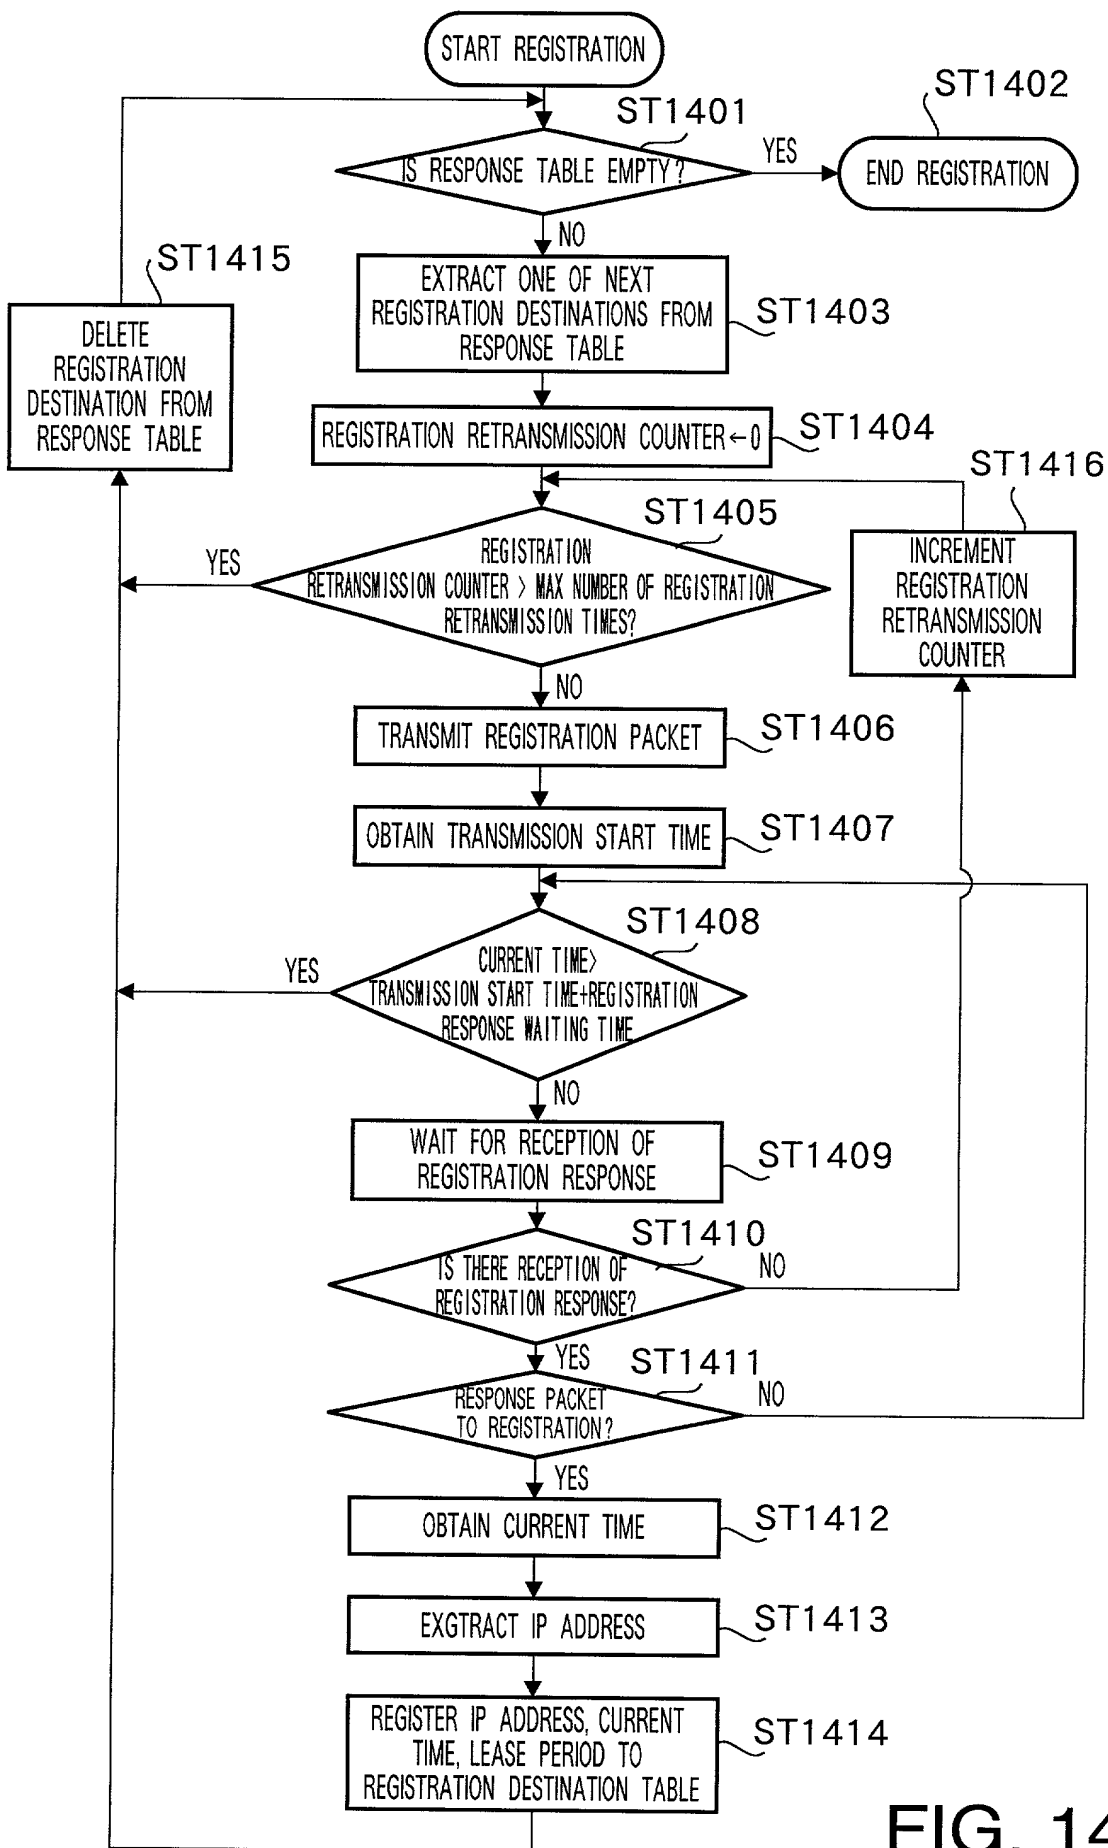 START REGISTRATION
ST1401
ST1402
IS RESPONSE TABLE EMPTY?
YES
END REGISTRATION
NO
ST1415
EXTRACT ONE OF NEXT
REGISTRATION DESTINATIONS FROM
RESPONSE TABLE
ST1403
DELETE
REGISTRATION
DESTINATION FROM
RESPONSE TABLE
REGISTRATION RETRANSMISSION COUNTER←0
ST1404
ST1416
ST1405
YES
REGISTRATION
RETRANSMISSION COUNTER > MAX NUMBER OF REGISTRATION
RETRANSMISSION TIMES?
INCREMENT
REGISTRATION
RETRANSMISSION
COUNTER
NO
TRANSMIT REGISTRATION PACKET
ST1406
OBTAIN TRANSMISSION START TIME
ST1407
ST1408
YES
CURRENT TIME>
TRANSMISSION START TIME+REGISTRATION
RESPONSE WAITING TIME
NO
WAIT FOR RECEPTION OF
REGISTRATION RESPONSE
ST1409
ST1410
IS THERE RECEPTION OF
REGISTRATION RESPONSE?
NO
YES
ST1411
RESPONSE PACKET
TO REGISTRATION?
NO
YES
OBTAIN CURRENT TIME
ST1412
EXGTRACT IP ADDRESS
ST1413
REGISTER IP ADDRESS, CURRENT
TIME, LEASE PERIOD TO
REGISTRATION DESTINATION TABLE
ST1414
FIG. 14